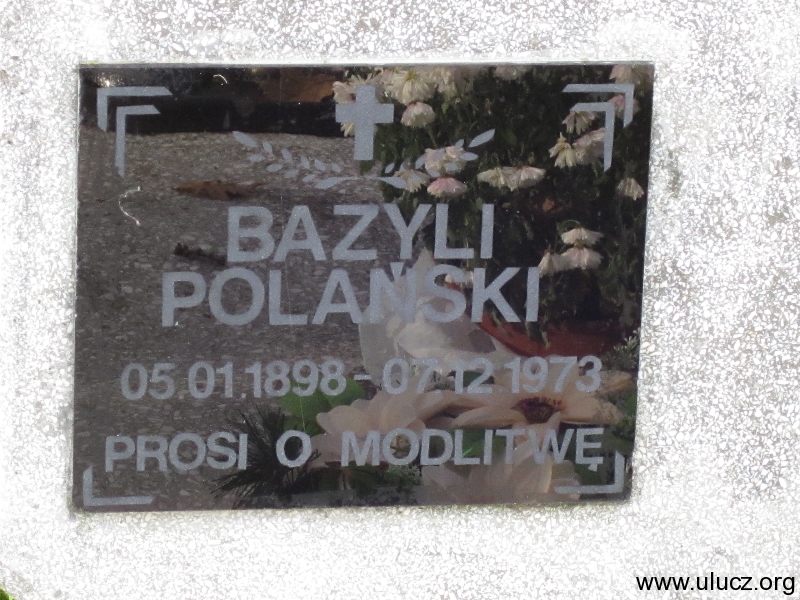 BAZYLI
POLAŃSKI
05.01.1898 - 07.12.1973
PROSI O MODLITWĘ
www.ulucz.org